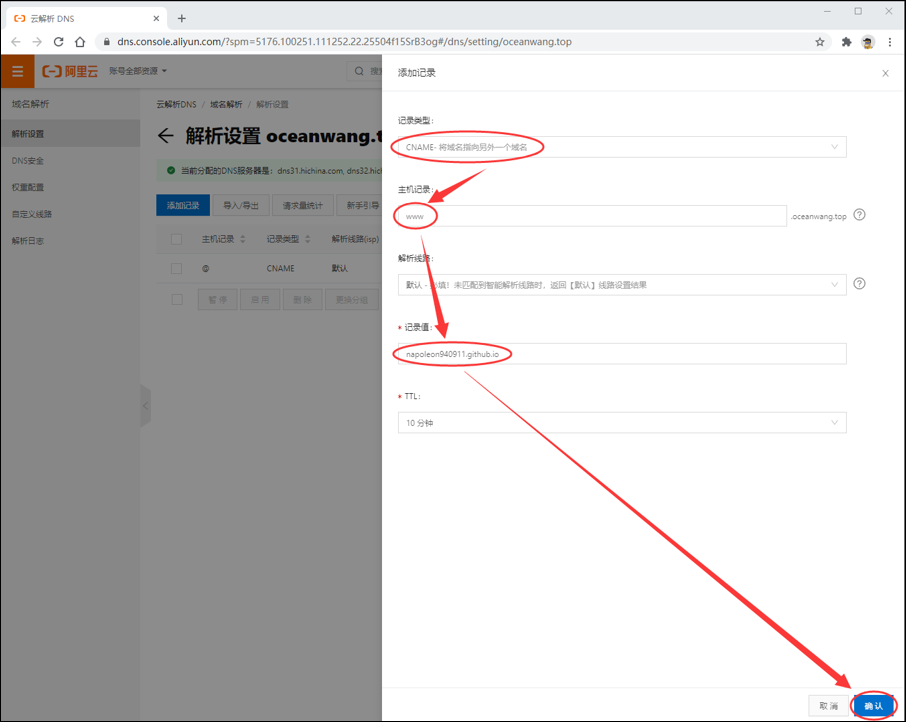 云解析 DNS
dns.console.aliyun.com/?spm=5176.100251.111252.22.25504f15SrB3og#/dns/setting/oceanwang.top
阿里云
账号全部资源
搜
域名解析
解析设置
DNS安全
权重配置
自定义线路
解析日志
云解析DNS / 域名解析 / 解析设置
解析设置 oceanwang.t
当前分配的DNS服务器是: dns31.hichina.com, dns32.hich
添加记录 导入/导出 请求量统计 新手引导
主机记录 记录类型 解析线路(isp)
@ CNAME 默认
暂停 启用 删除 更换分组
添加记录
记录类型:
CNAME- 将域名指向另外一个域名
主机记录:
www .oceanwang.top
解析线路:
默认 - 必填！未匹配到智能解析线路时，返回【默认】线路设置结果
* 记录值:
napoleon940911.github.io
* TTL:
10 分钟
取消 确认